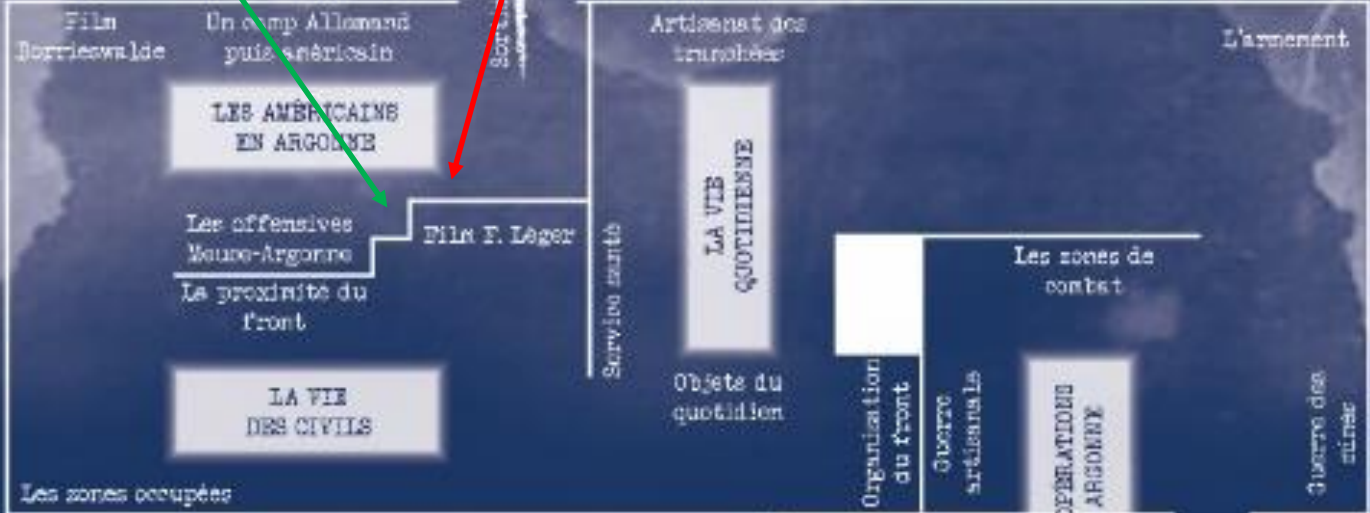 Film
Borrieswalde
Un camp Allemand
puis américain
Artisanat des
tranchées
L'armement
LES AMÉRICAINS
EN ARGONNE
LA VIE
QUOTIDIENNE
Les offensives
Meuse-Argonne
Film F. Léger
Service santé
Les zones de
combat
La proximité du
front
LA VIE
DES CIVILS
Objets du
quotidien
Organisation
du front
Guerre
artisanale
OPERATIONS
ARGONNE
Guerre des
mines
Les zones occupées